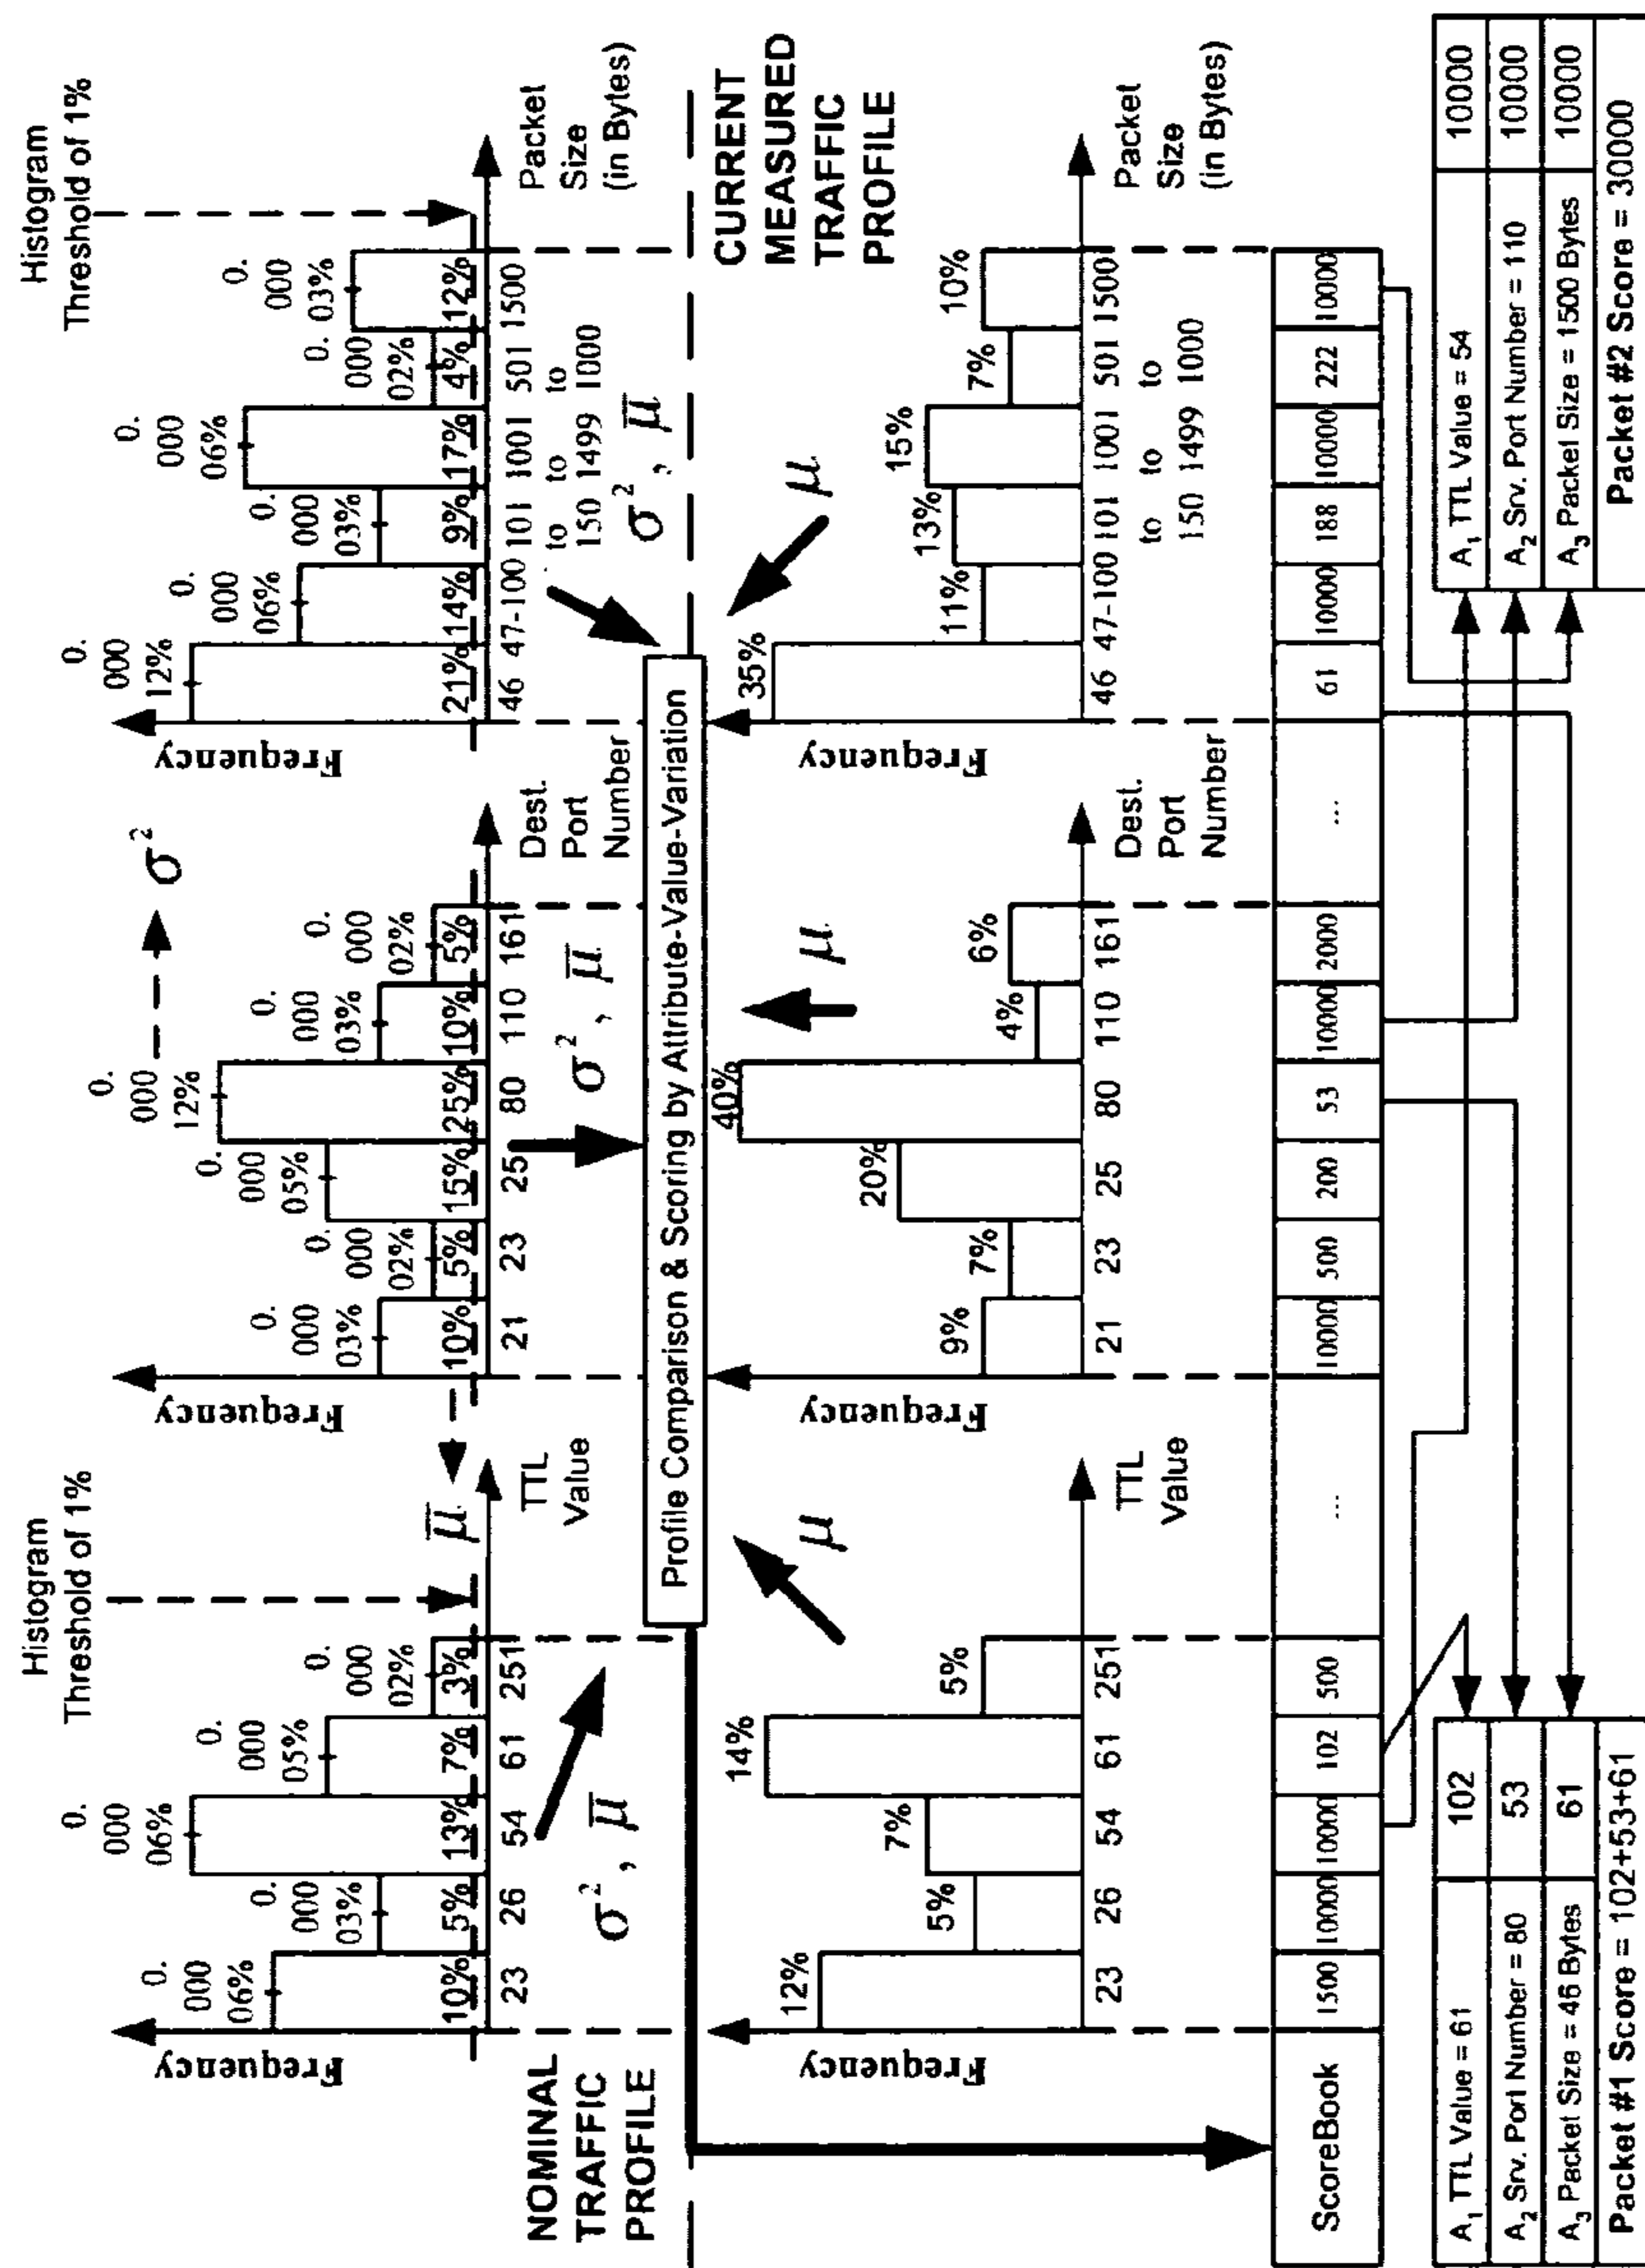 Histogram
Threshold of 1%
Histogram
Threshold of 1%
σ²
μ̄
NOMINAL
TRAFFIC
PROFILE
Frequency
0.
000
06%
0.
000
03%
0.
000
06%
0.
000
05%
0.
000
02%
10% 5% 13% 7% 3%
23 26 54 61 251
TTL
Value
σ², μ̄
Frequency
0.
000
03%
0.
000
02%
0.
000
05%
0.
000
12%
0.
000
03%
0.
000
02%
10% 5% 15% 25% 10% 5%
21 23 25 80 110 161
Dest.
Port
Number
σ², μ̄
Frequency
0.
000
12%
0.
000
06%
0.
000
03%
0.
000
06%
0.
000
02%
0.
000
03%
21% 14% 9% 17% 4% 12%
46 47-100 101 1001 501 1500
to to to
150 1499 1000
Packet
Size
(in Bytes)
σ², μ̄
Profile Comparison & Scoring by Attribute-Value-Variation
CURRENT
MEASURED
TRAFFIC
PROFILE
Frequency
μ
12% 5% 7% 14% 5%
23 26 54 61 251
TTL
Value
Frequency
μ
9% 7% 20% 40% 4% 6%
21 23 25 80 110 161
Dest.
Port
Number
Frequency
μ
35% 11% 13% 15% 7% 10%
46 47-100 101 1001 501 1500
to to to
150 1499 1000
Packet
Size
(in Bytes)
ScoreBook 1500 10000 10000 102 500 ... 10000 500 200 53 10000 2000 ... 61 10000 188 10000 222 10000
A₁ TTL Value = 61 102
A₂ Srv. Port Number = 80 53
A₃ Packet Size = 46 Bytes 61
Packet #1 Score = 102+53+61
A₁ TTL Value = 54 10000
A₂ Srv. Port Number = 110 10000
A₃ Packet Size = 1500 Bytes 10000
Packet #2 Score = 30000